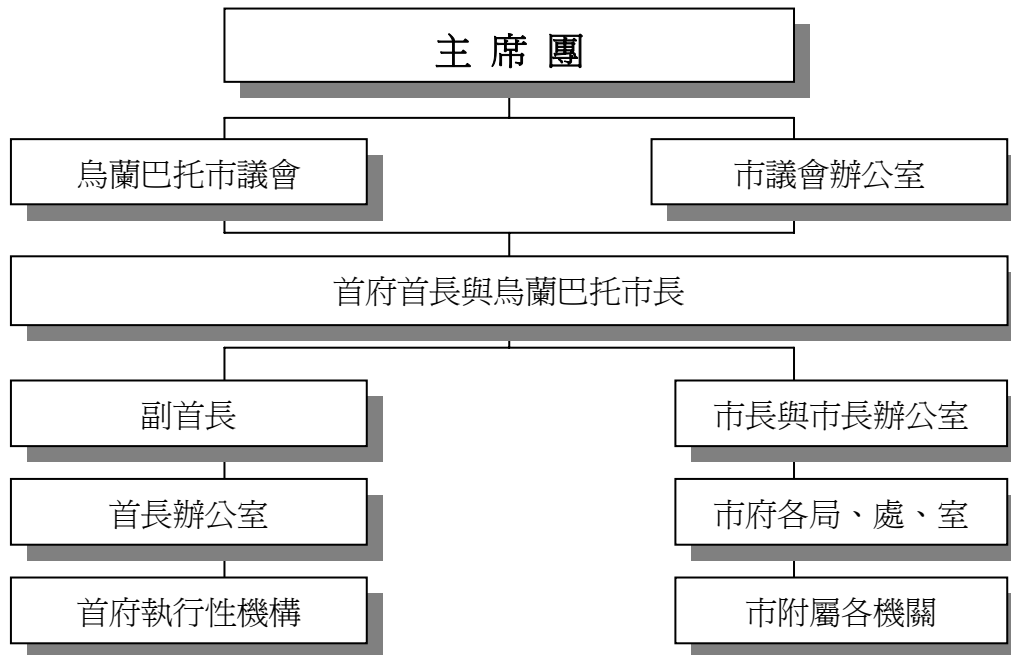 主 席 團
烏蘭巴托市議會
市議會辦公室
首府首長與烏蘭巴托市長
副首長
市長與市長辦公室
首長辦公室
市府各局、處、室
首府執行性機構
市附屬各機關